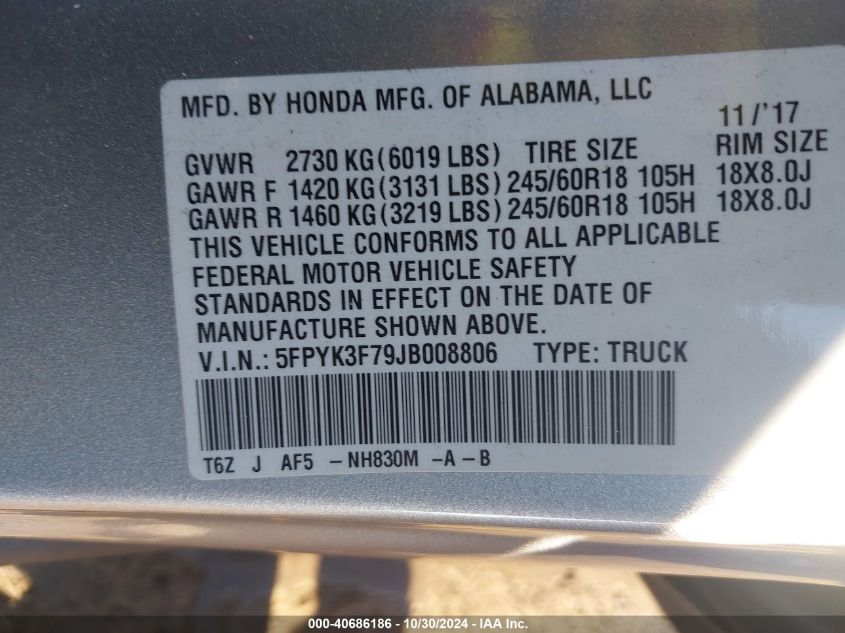 MFD. BY HONDA MFG. OF ALABAMA, LLC
11/'17
GVWR 2730 KG(6019 LBS) TIRE SIZE RIM SIZE
GAWR F 1420 KG(3131 LBS)245/60R18 105H 18X8.0J
GAWR R 1460 KG(3219 LBS)245/60R18 105H 18X8.0J
THIS VEHICLE CONFORMS TO ALL APPLICABLE
FEDERAL MOTOR VEHICLE SAFETY
STANDARDS IN EFFECT ON THE DATE OF
MANUFACTURE SHOWN ABOVE.
V.I.N.: 5FPYK3F79JB008806 TYPE: TRUCK
T6Z J AF5 -NH830M -A-B
000-40686186 - 10/30/2024 - IAA Inc.